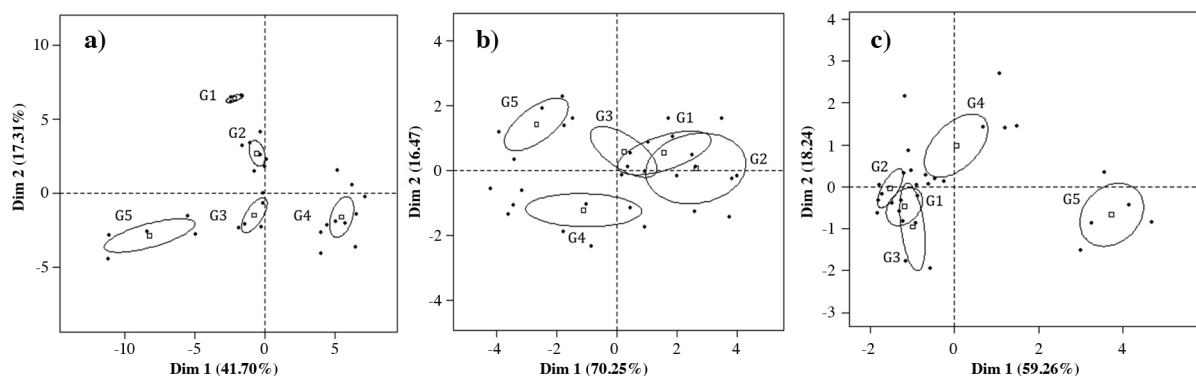 a)
Dim 2 (17.31%)
10
5
0
-5
-10
-5
0
5
Dim 1 (41.70%)
G1
G2
G3
G4
G5
b)
Dim 2 (16.47)
4
2
0
-2
-4
-4
-2
0
2
4
Dim 1 (70.25%)
G5
G3
G1
G2
G4
c)
Dim 2 (18.24)
4
3
2
1
0
-1
-2
-3
-2
0
2
4
Dim 1 (59.26%)
G4
G2
G1
G5
G3